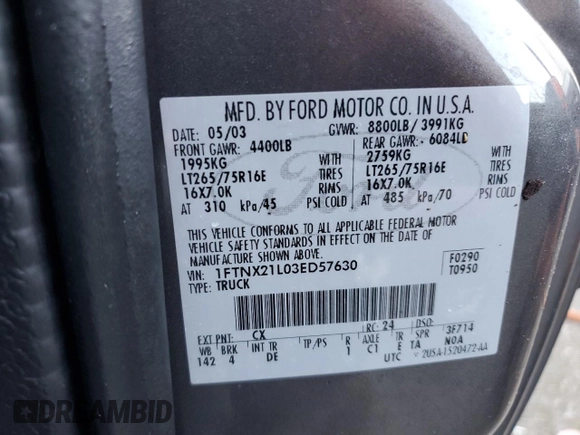 MFD. BY FORD MOTOR CO. IN U.S.A.
DATE: 05/03 GVWR: 8800LB/3991KG
FRONT GAWR: 4400LB REAR GAWR: 6084LB
1995KG WITH 2759KG WITH
LT265/75R16E TIRES LT265/75R16E TIRES
16X7.0K RIMS 16X7.0K RIMS
AT 310 kPa/45 PSI COLD AT 485 kPa/70 PSI COLD
THIS VEHICLE CONFORMS TO ALL APPLICABLE FEDERAL MOTOR
VEHICLE SAFETY STANDARDS IN EFFECT ON THE DATE OF
MANUFACTURE SHOWN ABOVE.
VIN: 1FTNX21L03ED57630 F0290
TYPE: TRUCK T0950
EXT PNT: CX RC: 24 DSO:
WB BRK INT TR TP/PS R AXLE TR SPR 3F714
142 4 DE 1 C1 E TA N0A
UTC 2U5A-1520472-AA
Ford
DREAMBID